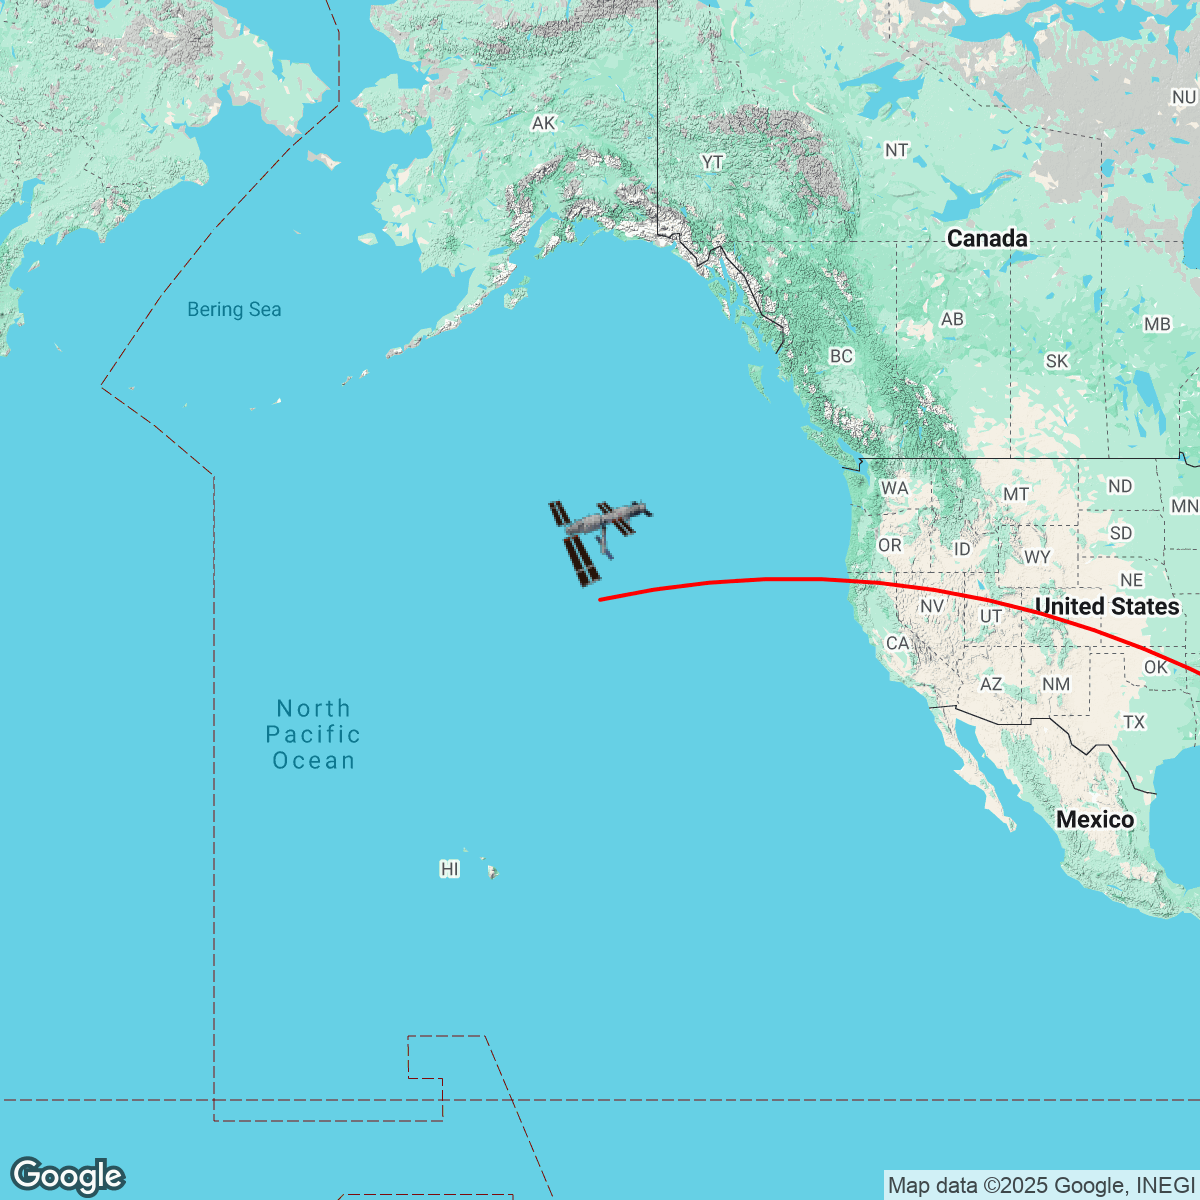 NU
AK
NT
YT
Canada
Bering Sea
AB
MB
BC
SK
WA
ND
MT
MN
SD
OR
ID
WY
NE
NV
United States
UT
CA
OK
AZ
NM
North
Pacific
Ocean
TX
Mexico
HI
Google
Map data ©2025 Google, INEGI